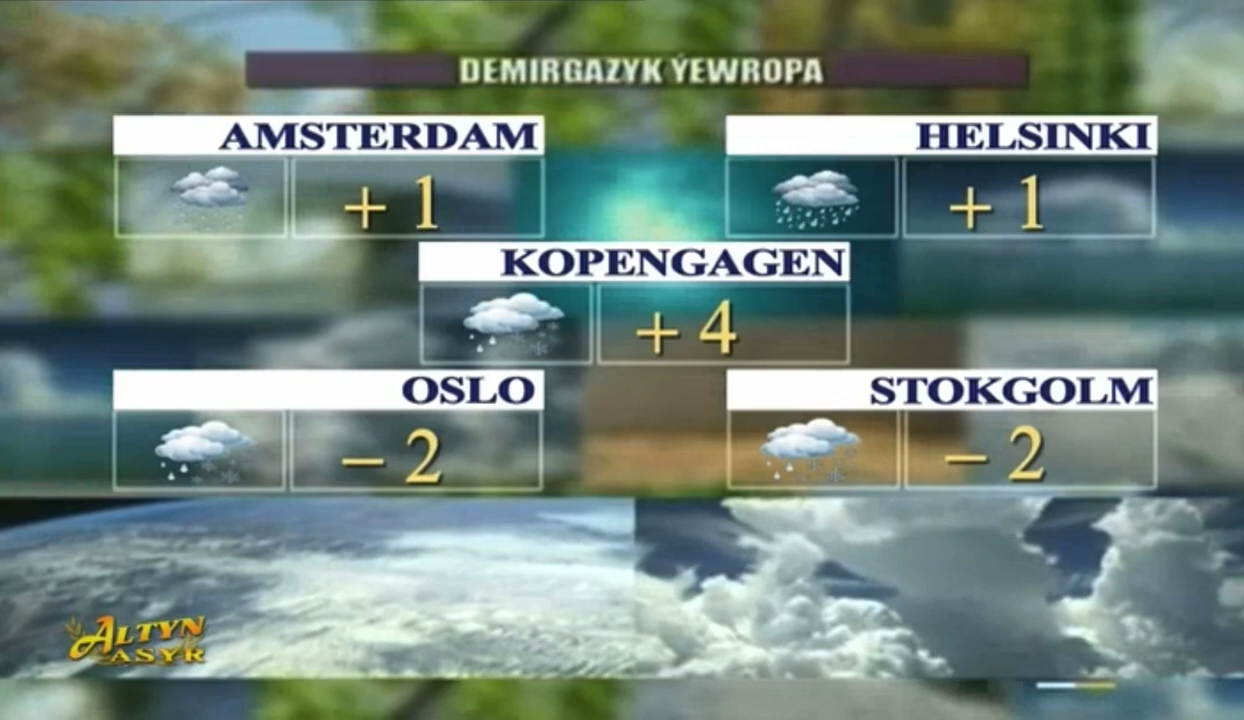 DEMIRGAZYK ÝEWROPA
AMSTERDAM
+ 1
HELSINKI
+ 1
KOPENGAGEN
+ 4
OSLO
– 2
STOKGOLM
– 2
ALTYN
ASYR